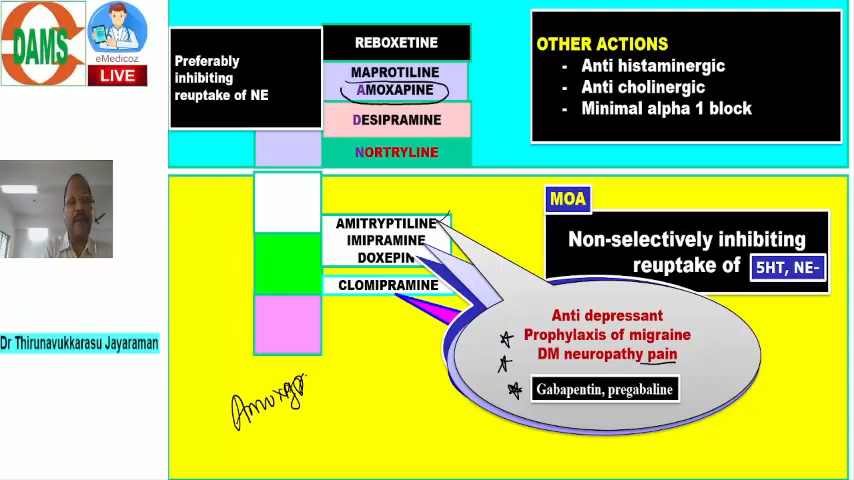 DAMS
eMedicoz
LIVE
Preferably
inhibiting
reuptake of NE
REBOXETINE
MAPROTILINE
AMOXAPINE
DESIPRAMINE
NORTRYLINE
OTHER ACTIONS
- Anti histaminergic
- Anti cholinergic
- Minimal alpha 1 block
AMITRYPTILINE
IMIPRAMINE
DOXEPIN
CLOMIPRAMINE
MOA
Non-selectively inhibiting
reuptake of 5HT, NE-
Anti depressant
Prophylaxis of migraine
DM neuropathy pain
Gabapentin, pregabaline
Dr Thirunavukkarasu Jayaraman